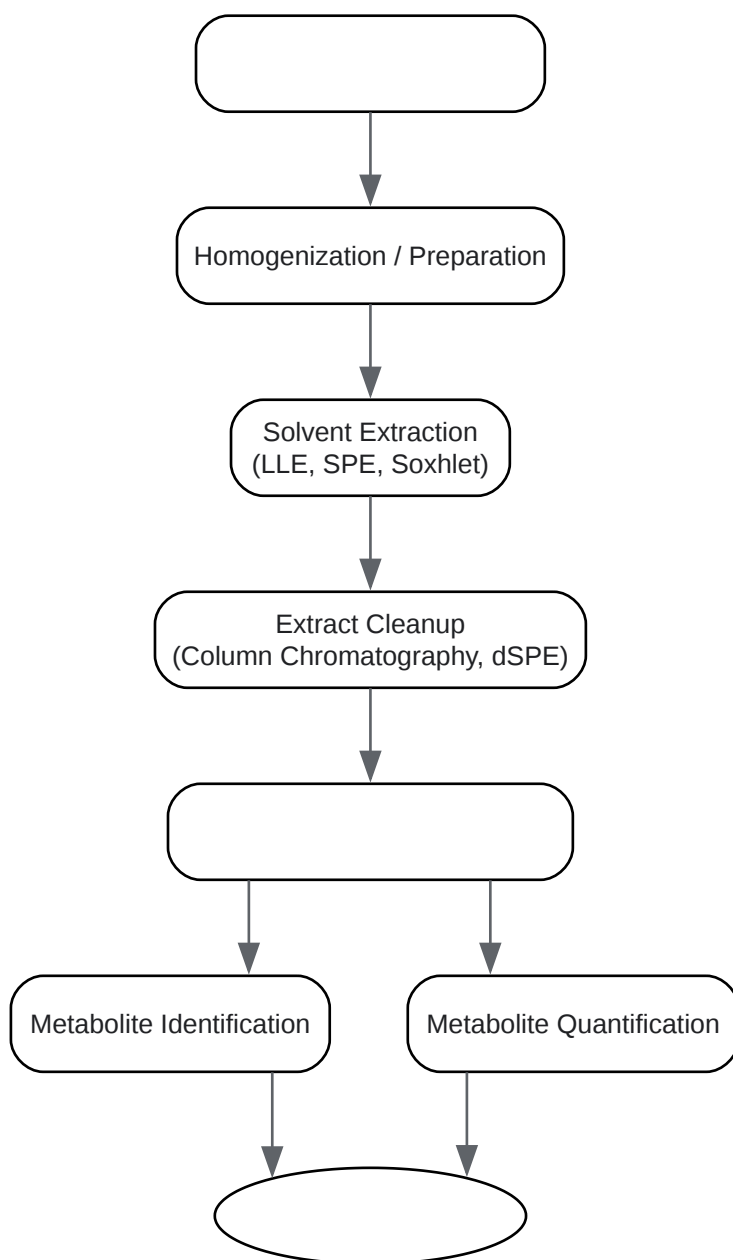 Homogenization / Preparation
Solvent Extraction
(LLE, SPE, Soxhlet)
Extract Cleanup
(Column Chromatography, dSPE)
Metabolite Identification
Metabolite Quantification